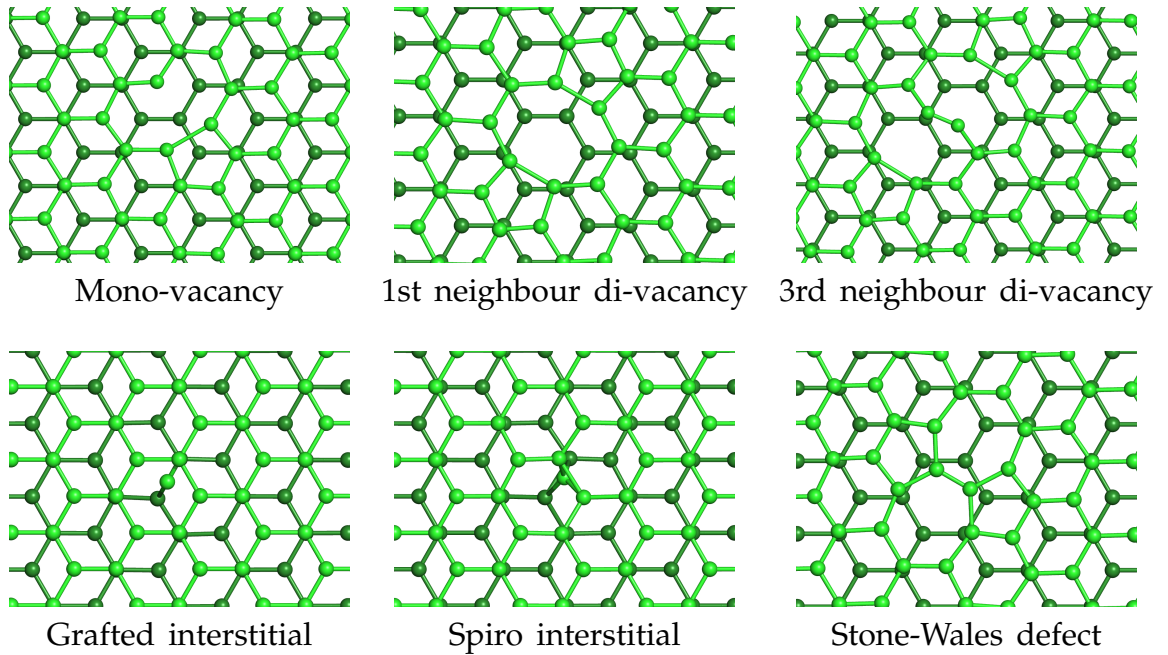 Mono-vacancy
1st neighbour di-vacancy
3rd neighbour di-vacancy
Grafted interstitial
Spiro interstitial
Stone-Wales defect